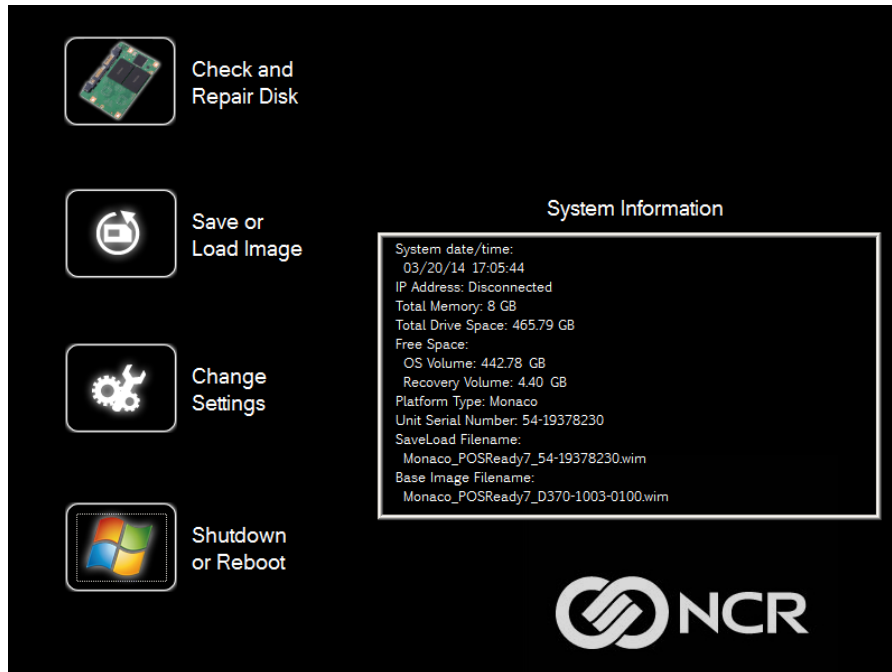 Check and
Repair Disk
Save or
Load Image
Change
Settings
Shutdown
or Reboot
System Information
System date/time:
03/20/14 17:05:44
IP Address: Disconnected
Total Memory: 8 GB
Total Drive Space: 465.79 GB
Free Space:
OS Volume: 442.78 GB
Recovery Volume: 4.40 GB
Platform Type: Monaco
Unit Serial Number: 54-19378230
SaveLoad Filename:
Monaco_POSReady7_54-19378230.wim
Base Image Filename:
Monaco_POSReady7_D370-1003-0100.wim
NCR